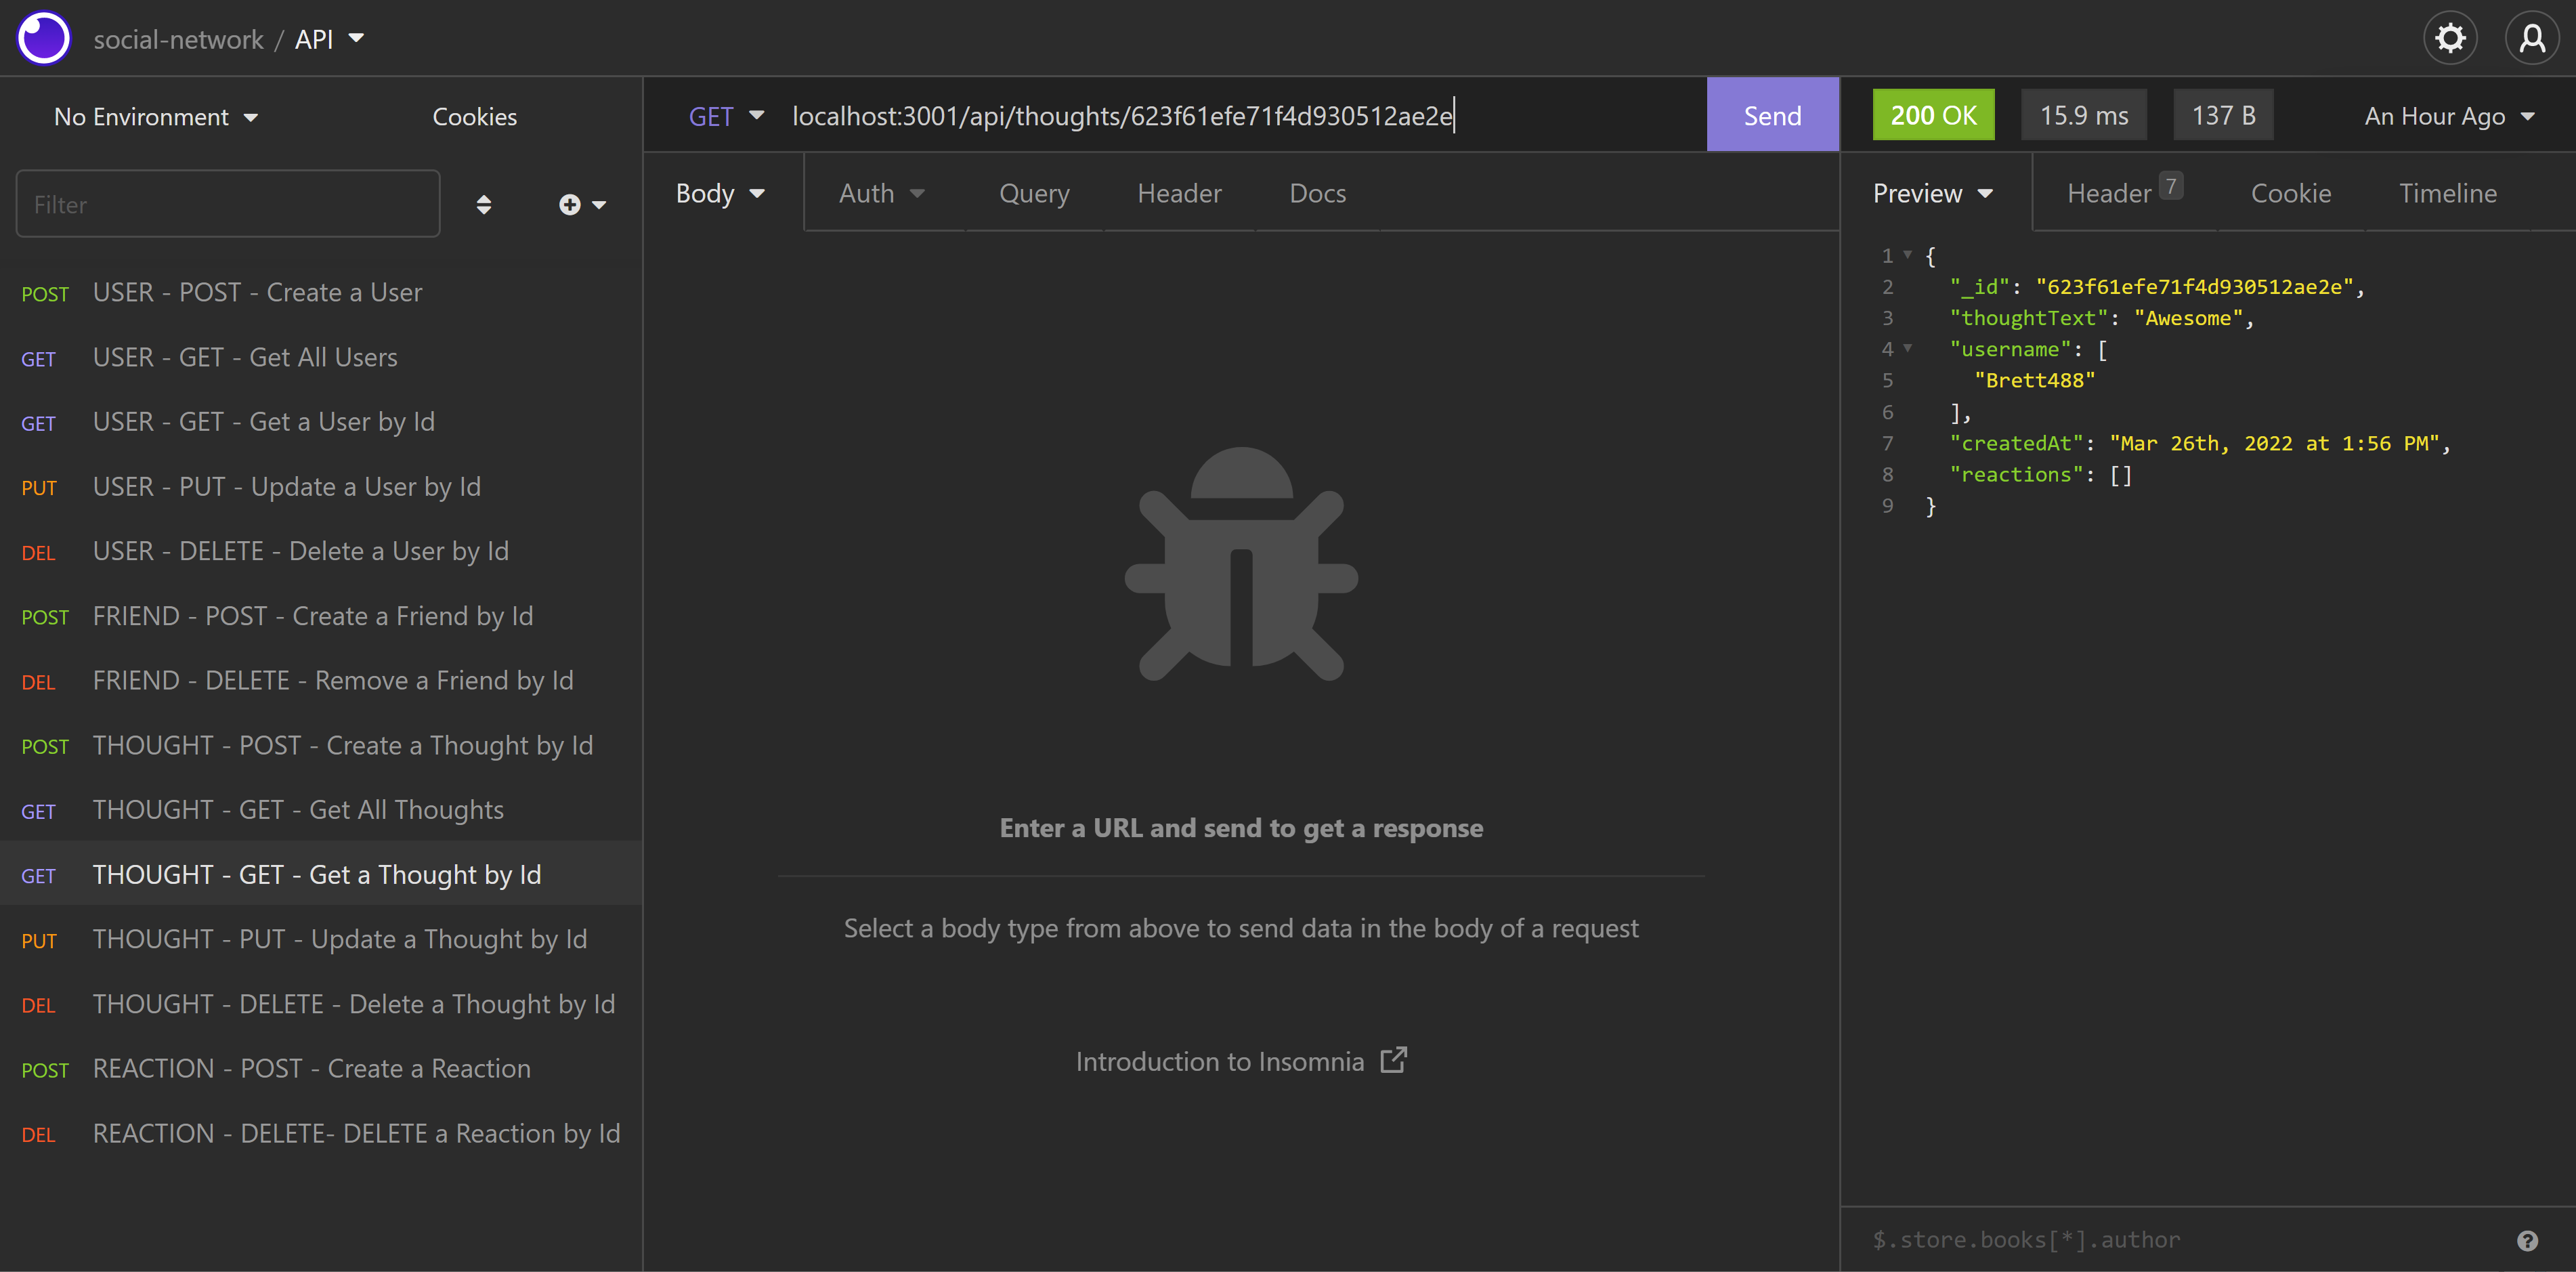 social-network / API
No Environment
Cookies
Filter
POST USER - POST - Create a User
GET USER - GET - Get All Users
GET USER - GET - Get a User by Id
PUT USER - PUT - Update a User by Id
DEL USER - DELETE - Delete a User by Id
POST FRIEND - POST - Create a Friend by Id
DEL FRIEND - DELETE - Remove a Friend by Id
POST THOUGHT - POST - Create a Thought by Id
GET THOUGHT - GET - Get All Thoughts
GET THOUGHT - GET - Get a Thought by Id
PUT THOUGHT - PUT - Update a Thought by Id
DEL THOUGHT - DELETE - Delete a Thought by Id
POST REACTION - POST - Create a Reaction
DEL REACTION - DELETE- DELETE a Reaction by Id
GET localhost:3001/api/thoughts/623f61efe71f4d930512ae2e Send
Body Auth Query Header Docs
Enter a URL and send to get a response
Select a body type from above to send data in the body of a request
Introduction to Insomnia
200 OK 15.9 ms 137 B An Hour Ago
Preview Header 7 Cookie Timeline
1 {
2 "_id": "623f61efe71f4d930512ae2e",
3 "thoughtText": "Awesome",
4 "username": [
5 "Brett488"
6 ],
7 "createdAt": "Mar 26th, 2022 at 1:56 PM",
8 "reactions": []
9 }
$.store.books[*].author
?